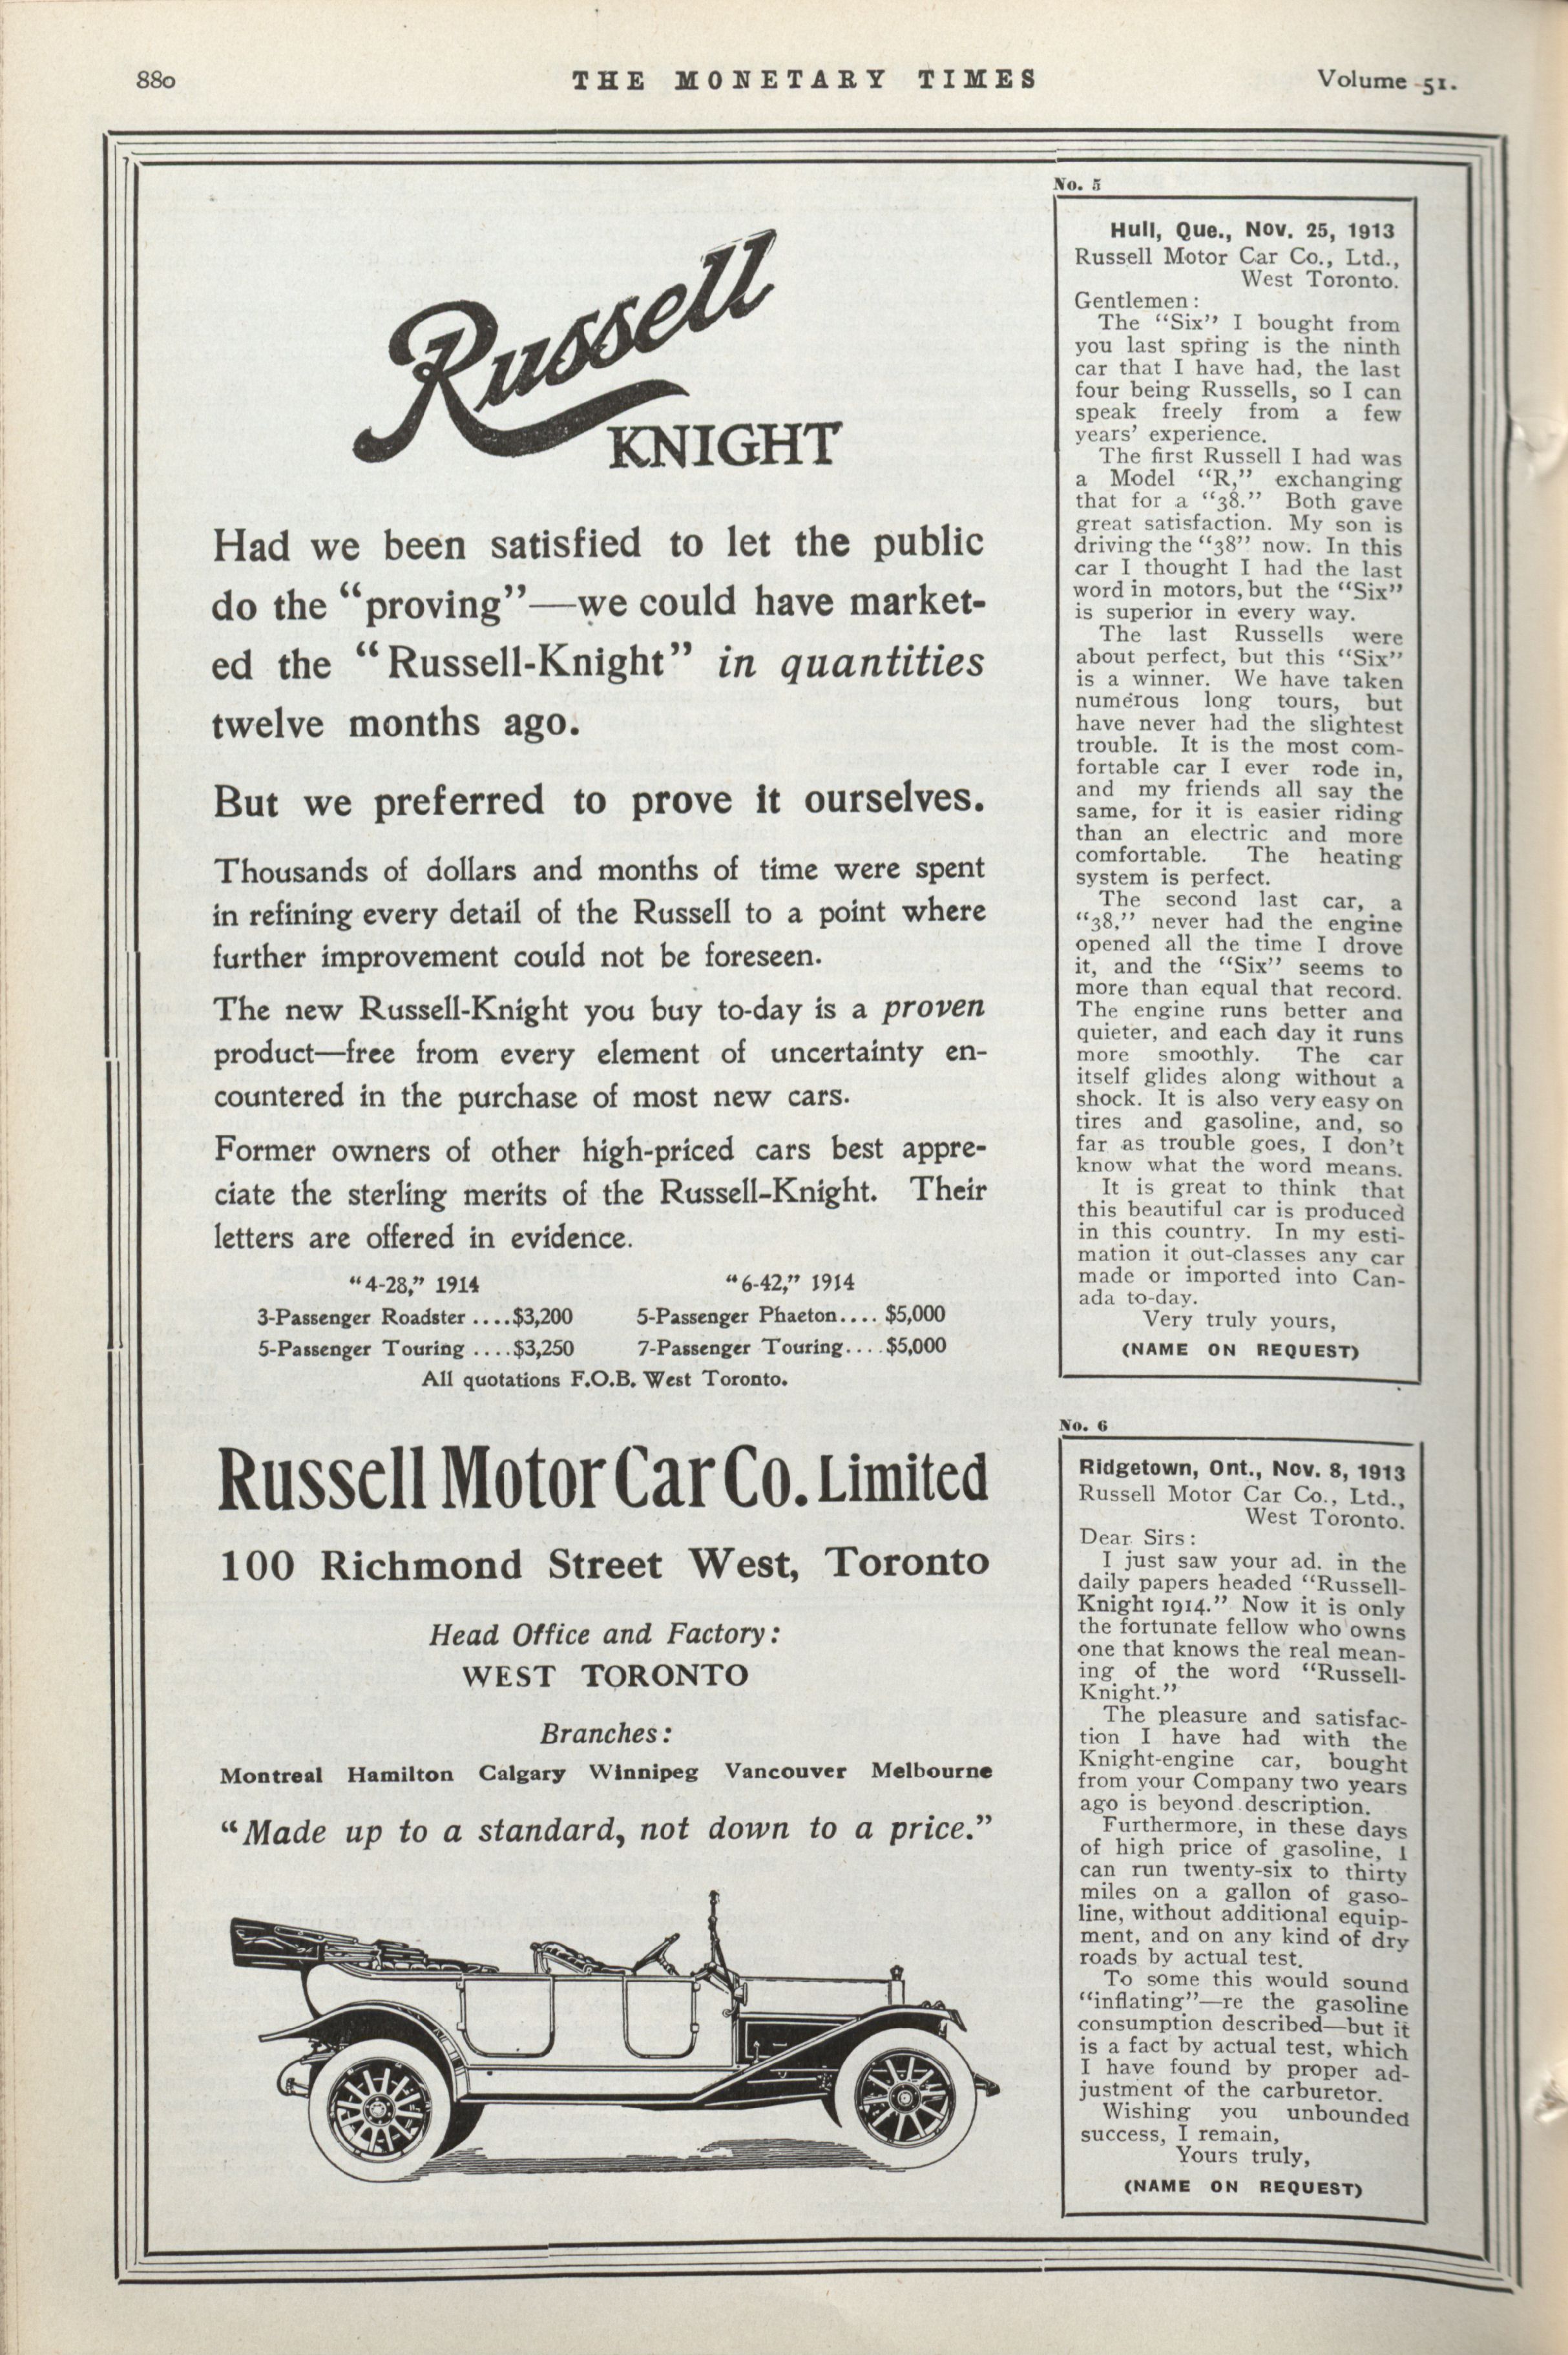 880
THE MONETARY TIMES
Volume 51.
Russell
KNIGHT
Had we been satisfied to let the public
do the "proving"—we could have market-
ed the "Russell-Knight" in quantities
twelve months ago.
But we preferred to prove it ourselves.
Thousands of dollars and months of time were spent
in refining every detail of the Russell to a point where
further improvement could not be foreseen.
The new Russell-Knight you buy to-day is a proven
product—free from every element of uncertainty en-
countered in the purchase of most new cars.
Former owners of other high-priced cars best appre-
ciate the sterling merits of the Russell-Knight. Their
letters are offered in evidence.
"4-28," 1914
3-Passenger Roadster ....$3,200
5-Passenger Touring ....$3,250
"6-42," 1914
5-Passenger Phaeton.... $5,000
7-Passenger Touring.... $5,000
All quotations F.O.B. West Toronto.
Russell Motor Car Co. Limited
100 Richmond Street West, Toronto
Head Office and Factory:
WEST TORONTO
Branches:
Montreal Hamilton Calgary Winnipeg Vancouver Melbourne
"Made up to a standard, not down to a price."
No. 5
Hull, Que., Nov. 25, 1913
Russell Motor Car Co., Ltd.,
West Toronto.
Gentlemen:
The "Six" I bought from
you last spring is the ninth
car that I have had, the last
four being Russells, so I can
speak freely from a few
years' experience.
The first Russell I had was
a Model "R," exchanging
that for a "38." Both gave
great satisfaction. My son is
driving the "38" now. In this
car I thought I had the last
word in motors, but the "Six"
is superior in every way.
The last Russells were
about perfect, but this "Six"
is a winner. We have taken
numerous long tours, but
have never had the slightest
trouble. It is the most com-
fortable car I ever rode in,
and my friends all say the
same, for it is easier riding
than an electric and more
comfortable. The heating
system is perfect.
The second last car, a
"38," never had the engine
opened all the time I drove
it, and the "Six" seems to
more than equal that record.
The engine runs better and
quieter, and each day it runs
more smoothly. The car
itself glides along without a
shock. It is also very easy on
tires and gasoline, and, so
far as trouble goes, I don't
know what the word means.
It is great to think that
this beautiful car is produced
in this country. In my esti-
mation it out-classes any car
made or imported into Can-
ada to-day.
Very truly yours,
(NAME ON REQUEST)
No. 6
Ridgetown, Ont., Nov. 8, 1913
Russell Motor Car Co., Ltd.,
West Toronto.
Dear Sirs:
I just saw your ad. in the
daily papers headed "Russell-
Knight 1914." Now it is only
the fortunate fellow who owns
one that knows the real mean-
ing of the word "Russell-
Knight."
The pleasure and satisfac-
tion I have had with the
Knight-engine car, bought
from your Company two years
ago is beyond description.
Furthermore, in these days
of high price of gasoline, I
can run twenty-six to thirty
miles on a gallon of gaso-
line, without additional equip-
ment, and on any kind of dry
roads by actual test.
To some this would sound
"inflating"—re the gasoline
consumption described—but it
is a fact by actual test, which
I have found by proper ad-
justment of the carburetor.
Wishing you unbounded
success, I remain,
Yours truly,
(NAME ON REQUEST)